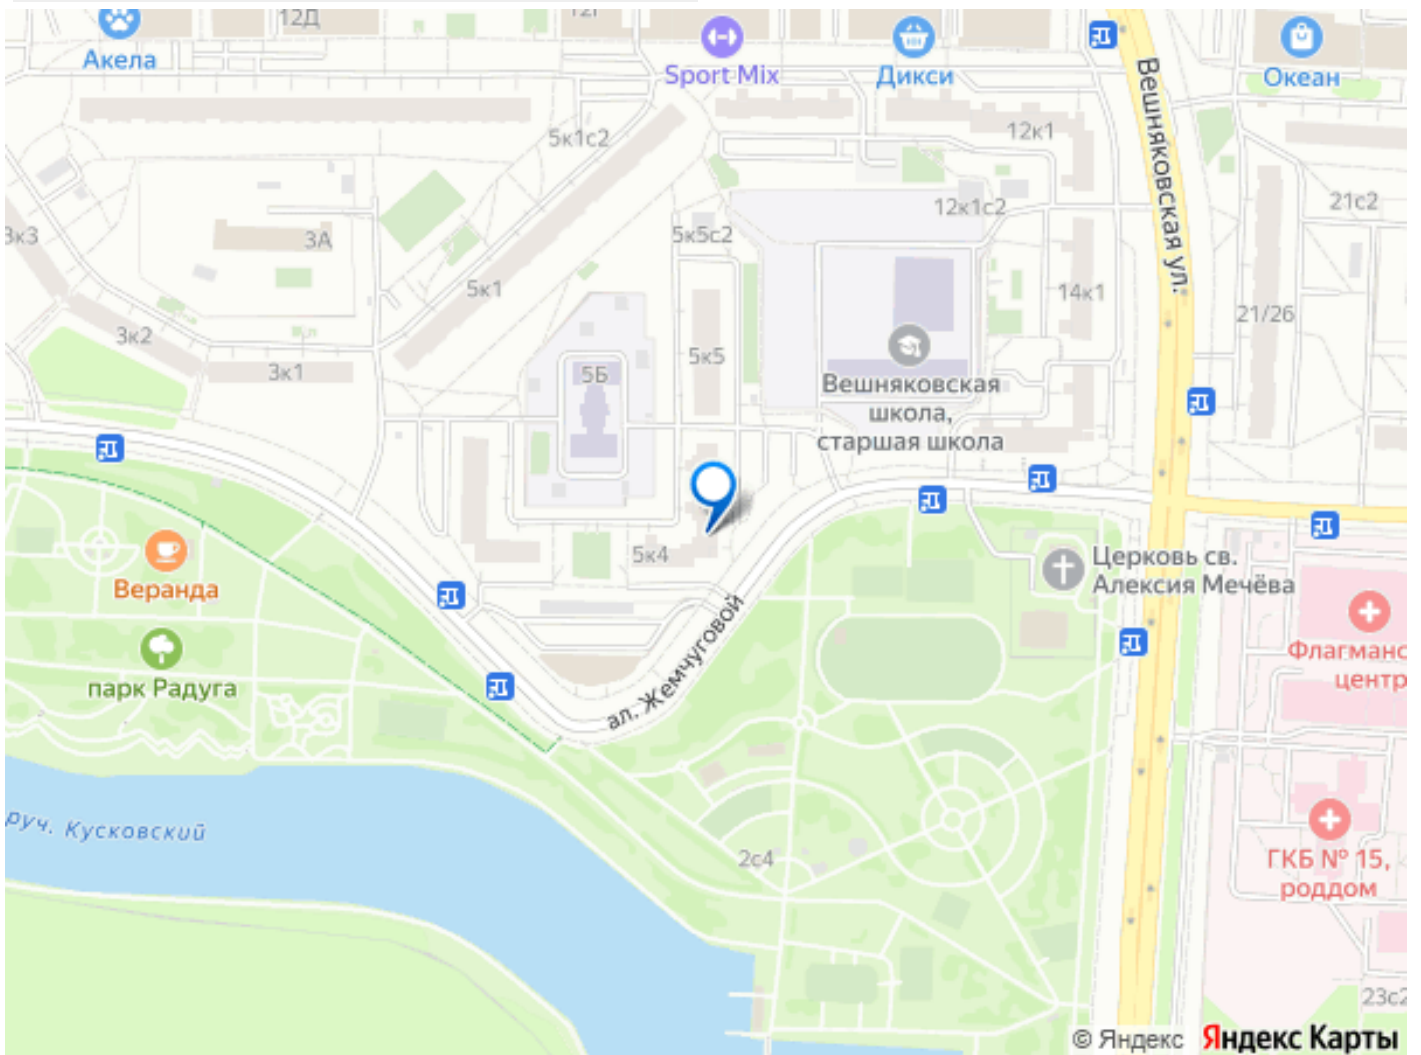 12Д
12Г
Акела
Sport Mix
Дикси
Океан
Вешняковская ул.
5к1с2
12к1
21с2
12к1с2
3к3
3А
5к5с2
5к1
14к1
21/26
3к2
5к5
3к1
5Б
Вешняковская
школа,
старшая школа
5к4
Веранда
Церковь св.
Алексия Мечёва
ал. Жемчуговой
парк Радуга
Флагманс
центр
руч. Кусковский
2с4
ГКБ № 15,
роддом
23с2
© Яндекс Яндекс Карты